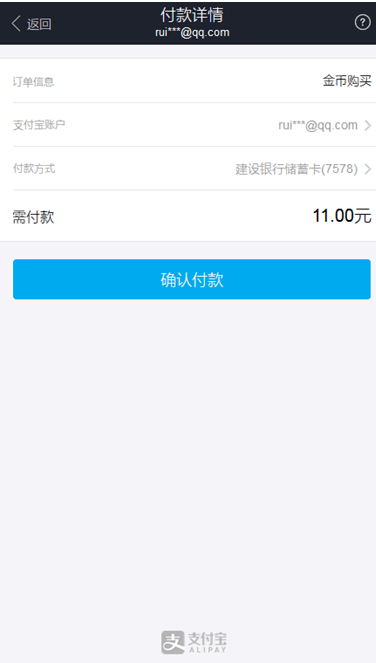 返回
付款详情
rui***@qq.com
?
订单信息 金币购买
支付宝账户 rui***@qq.com
付款方式 建设银行储蓄卡(7578)
需付款 11.00元
确认付款
支 支付宝
ALIPAY